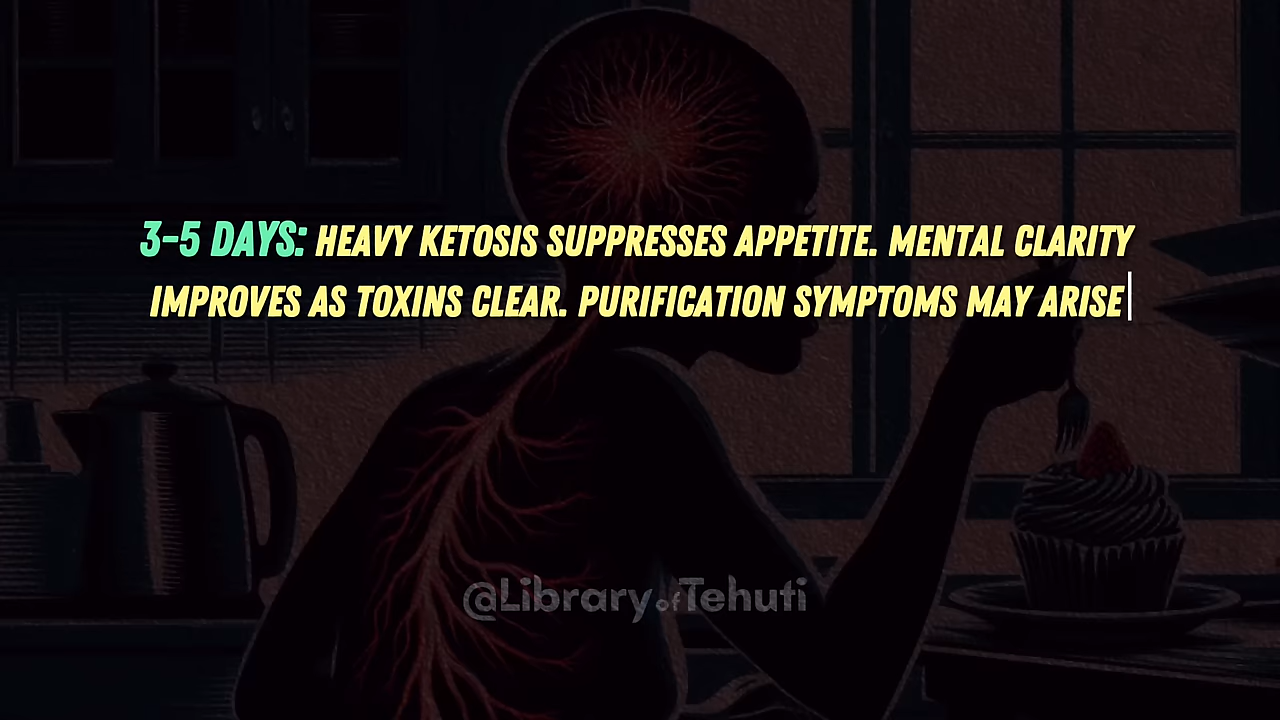 3-5 DAYS: HEAVY KETOSIS SUPPRESSES APPETITE. MENTAL CLARITY
IMPROVES AS TOXINS CLEAR. PURIFICATION SYMPTOMS MAY ARISE
@LibraryofTehuti